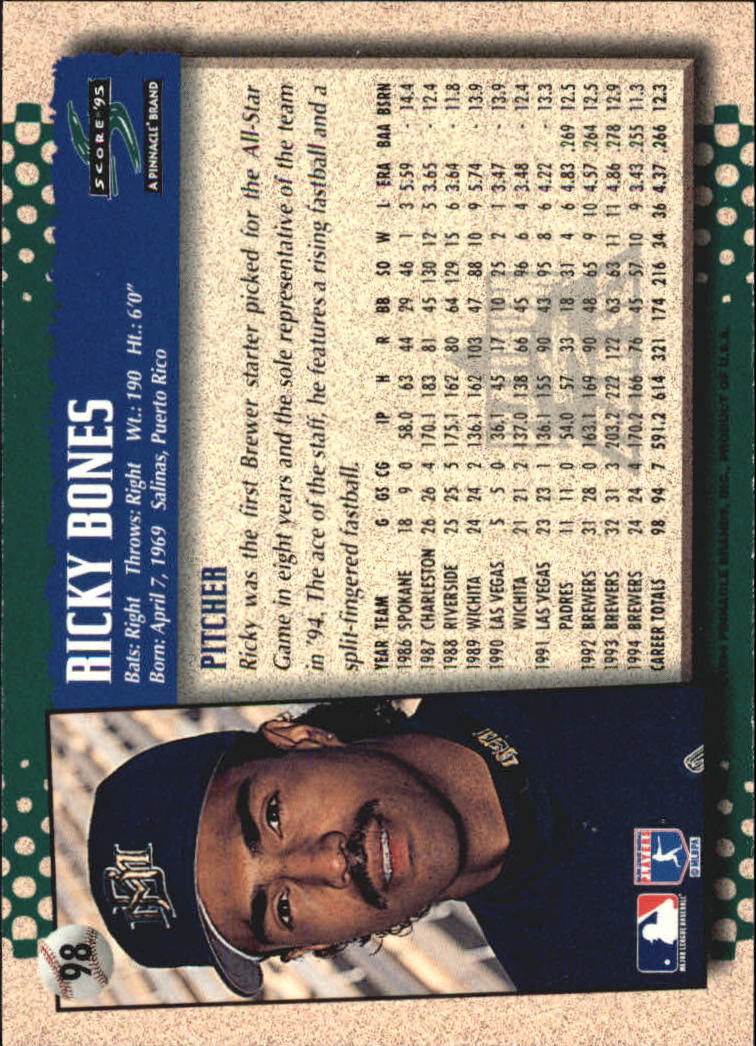 RICKY BONES
Bats: Right Throws: Right Wt.: 190 Ht.: 6'0"
Born: April 7, 1969 Salinas, Puerto Rico
SCORE '95
A PINNACLE® BRAND
PITCHER
Ricky was the first Brewer starter picked for the All-Star
Game in eight years and the sole representative of the team
in '94. The ace of the staff, he features a rising fastball and a
split-fingered fastball.
YEAR TEAM G GS CG IP H R BB SO W L ERA BAA BSRN
1986 SPOKANE 18 9 0 58.0 63 44 29 46 1 3 5.59 - 14.4
1987 CHARLESTON 26 26 4 170.1 183 81 45 130 12 5 3.65 - 12.4
1988 RIVERSIDE 25 25 5 175.1 162 80 64 129 15 6 3.64 - 11.8
1989 WICHITA 24 24 2 136.1 162 103 47 88 10 9 5.74 - 13.9
1990 LAS VEGAS 5 5 0 36.1 45 17 10 25 2 1 3.47 - 13.9
WICHITA 21 21 2 137.0 138 66 45 96 6 4 3.48 - 12.4
1991 LAS VEGAS 23 23 1 136.1 155 90 43 95 8 6 4.22 - 13.3
PADRES 11 11 0 54.0 57 33 18 31 4 6 4.83 .269 12.5
1992 BREWERS 31 28 0 163.1 169 90 48 65 9 10 4.57 .264 12.5
1993 BREWERS 32 31 3 203.2 222 122 63 63 11 11 4.86 .278 12.9
1994 BREWERS 24 24 4 170.2 166 76 45 57 10 9 3.43 .255 11.3
CAREER TOTALS 98 94 7 591.2 614 321 174 216 34 36 4.37 .266 12.3
98
PLAYERS
© MLBPA
MAJOR LEAGUE BASEBALL
PINNACLE BRANDS, INC., PRODUCT OF U.S.A.